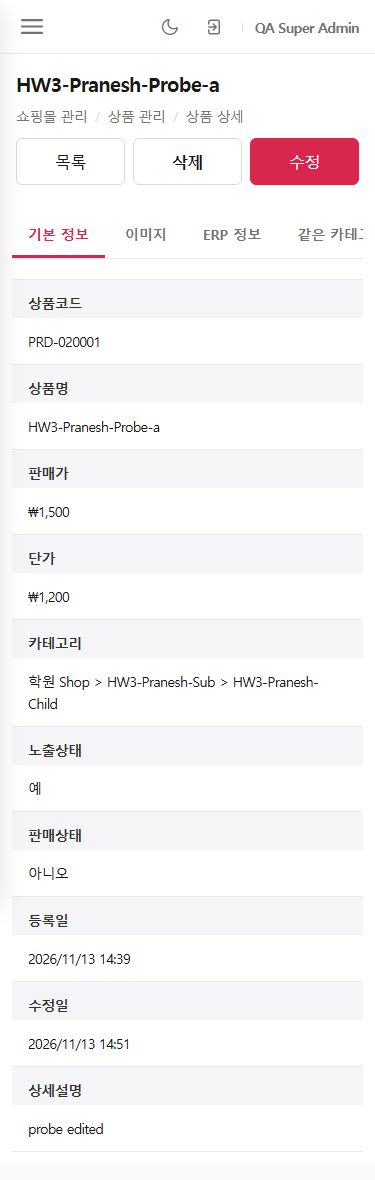 QA Super Admin
HW3-Pranesh-Probe-a
쇼핑몰 관리 / 상품 관리 / 상품 상세
목록 삭제 수정
기본 정보 이미지 ERP 정보 같은 카테고
상품코드
PRD-020001
상품명
HW3-Pranesh-Probe-a
판매가
₩1,500
단가
₩1,200
카테고리
학원 Shop > HW3-Pranesh-Sub > HW3-Pranesh-
Child
노출상태
예
판매상태
아니오
등록일
2026/11/13 14:39
수정일
2026/11/13 14:51
상세설명
probe edited